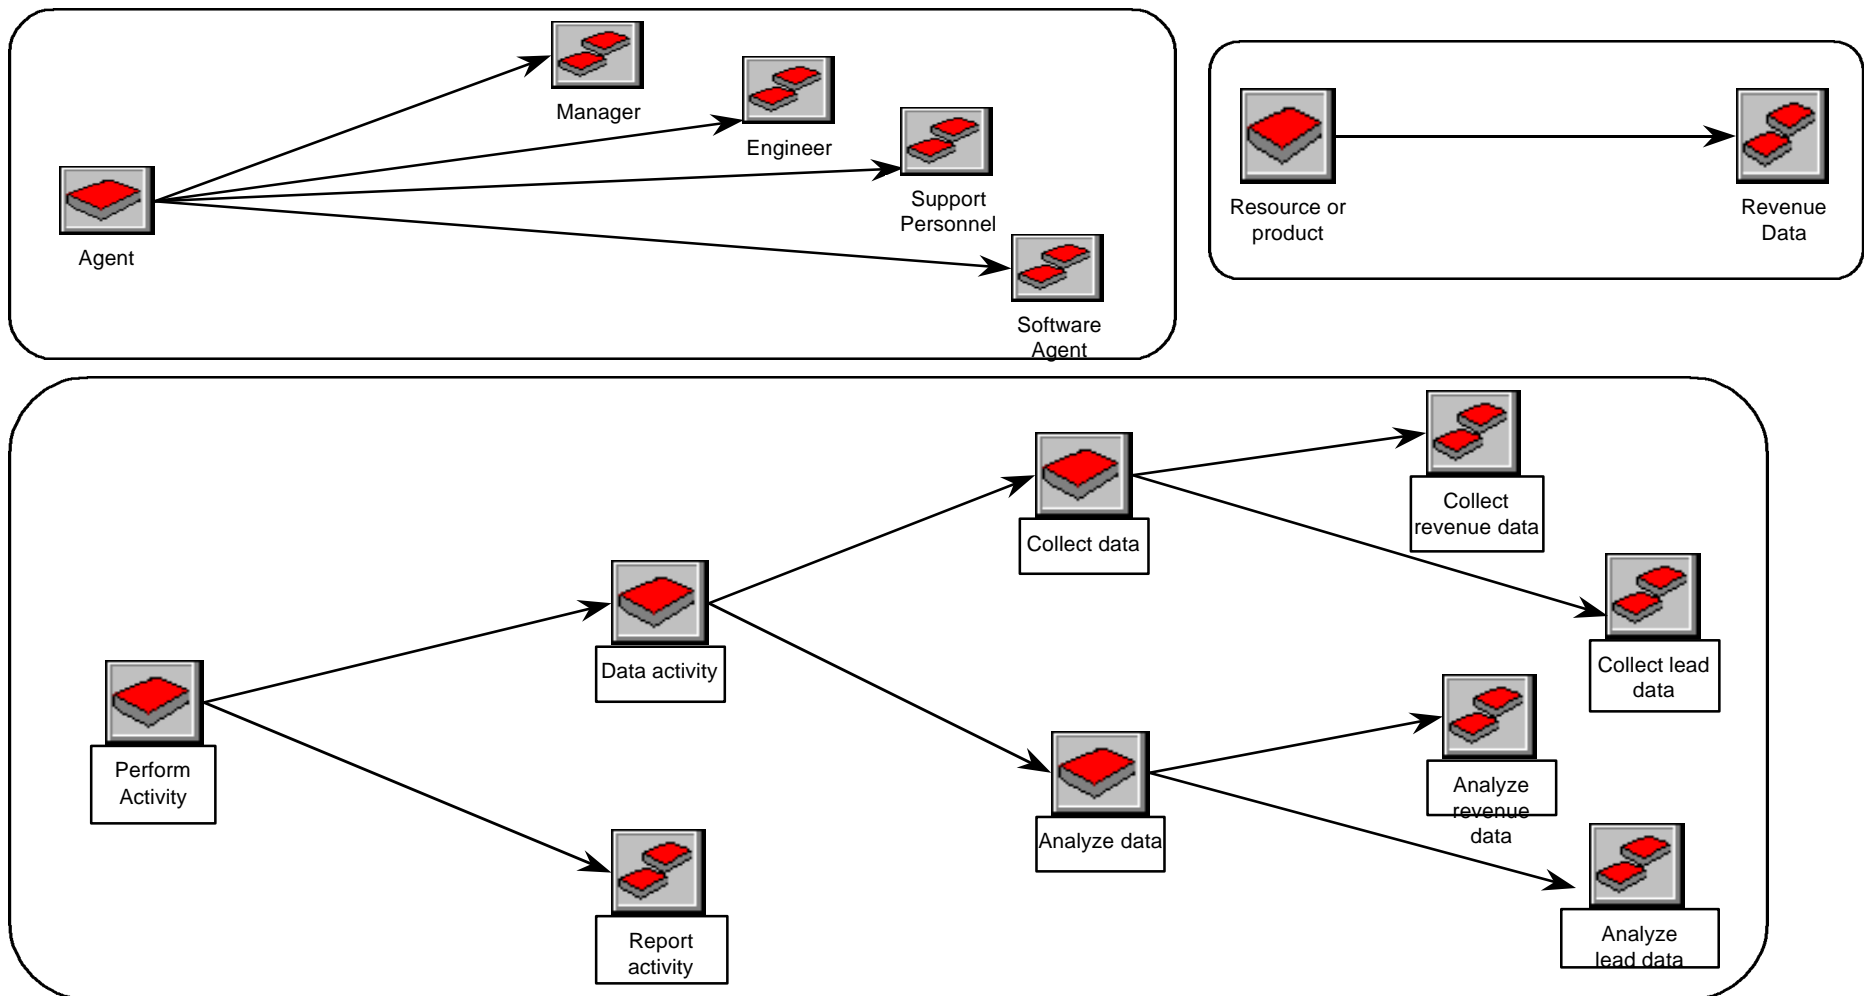 Manager
Engineer
Support
Personnel
Agent
Software
Agent
Resource or
product
Revenue
Data
Collect
revenue data
Collect data
Collect lead
data
Data activity
Perform
Activity
Analyze
revenue
data
Analyze data
Report
activity
Analyze
lead data